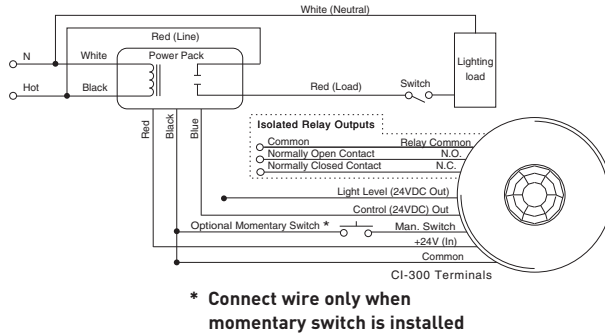 White (Neutral)
Red (Line)
N
White
Power Pack
Lighting
load
Hot
Black
Red (Load)
Switch
Red
Black
Blue
Isolated Relay Outputs
Common
Relay Common
Normally Open Contact
N.O.
Normally Closed Contact
N.C.
Light Level (24VDC Out)
Control (24VDC) Out
Optional Momentary Switch *
Man. Switch
+24V (In)
Common
CI-300 Terminals
* Connect wire only when
momentary switch is installed